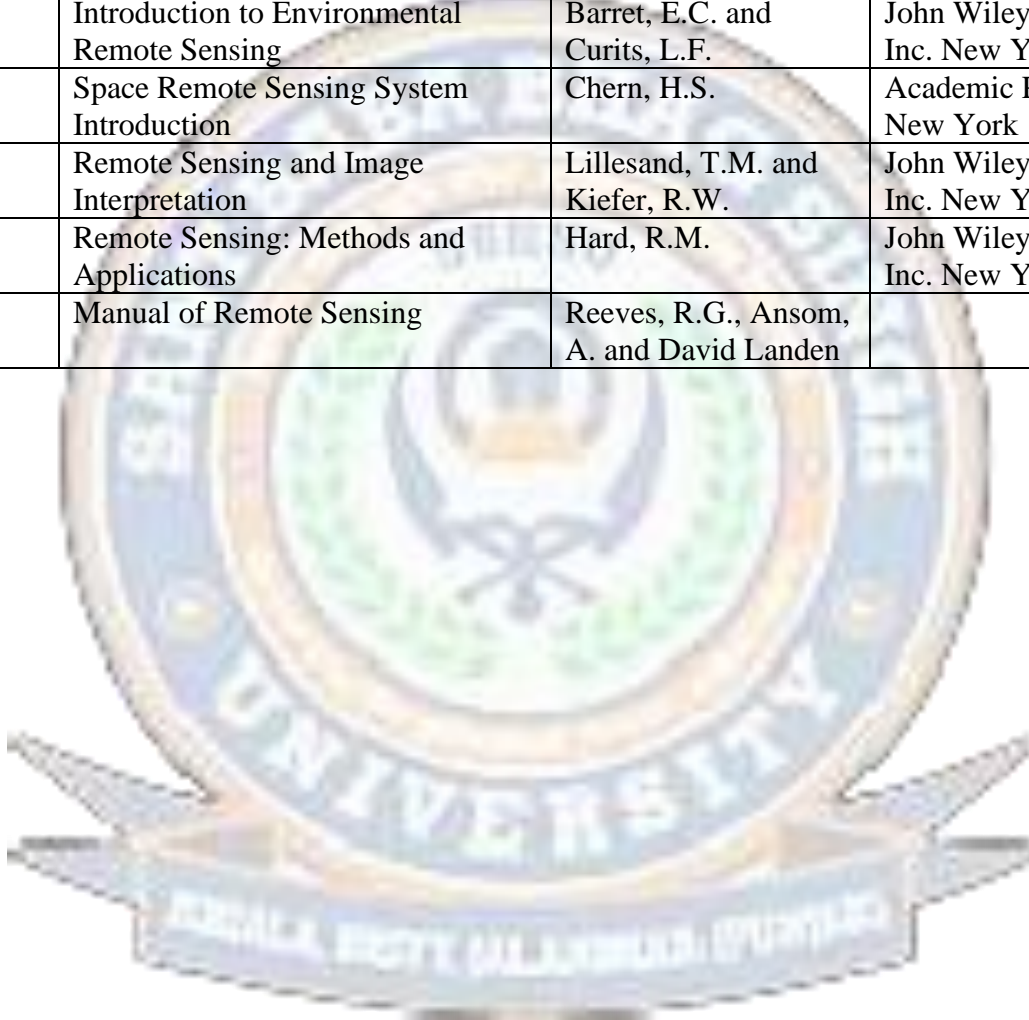 Introduction to Environmental Barret, E.C. and John Wiley
Remote Sensing Curits, L.F. Inc. New Y
Space Remote Sensing System Chern, H.S. Academic
Introduction New York
Remote Sensing and Image Lillesand, T.M. and John Wiley
Interpretation Kiefer, R.W. Inc. New Y
Remote Sensing: Methods and Hard, R.M. John Wiley
Applications Inc. New Y
Manual of Remote Sensing Reeves, R.G., Ansom,
A. and David Landen
UNIVERSITY